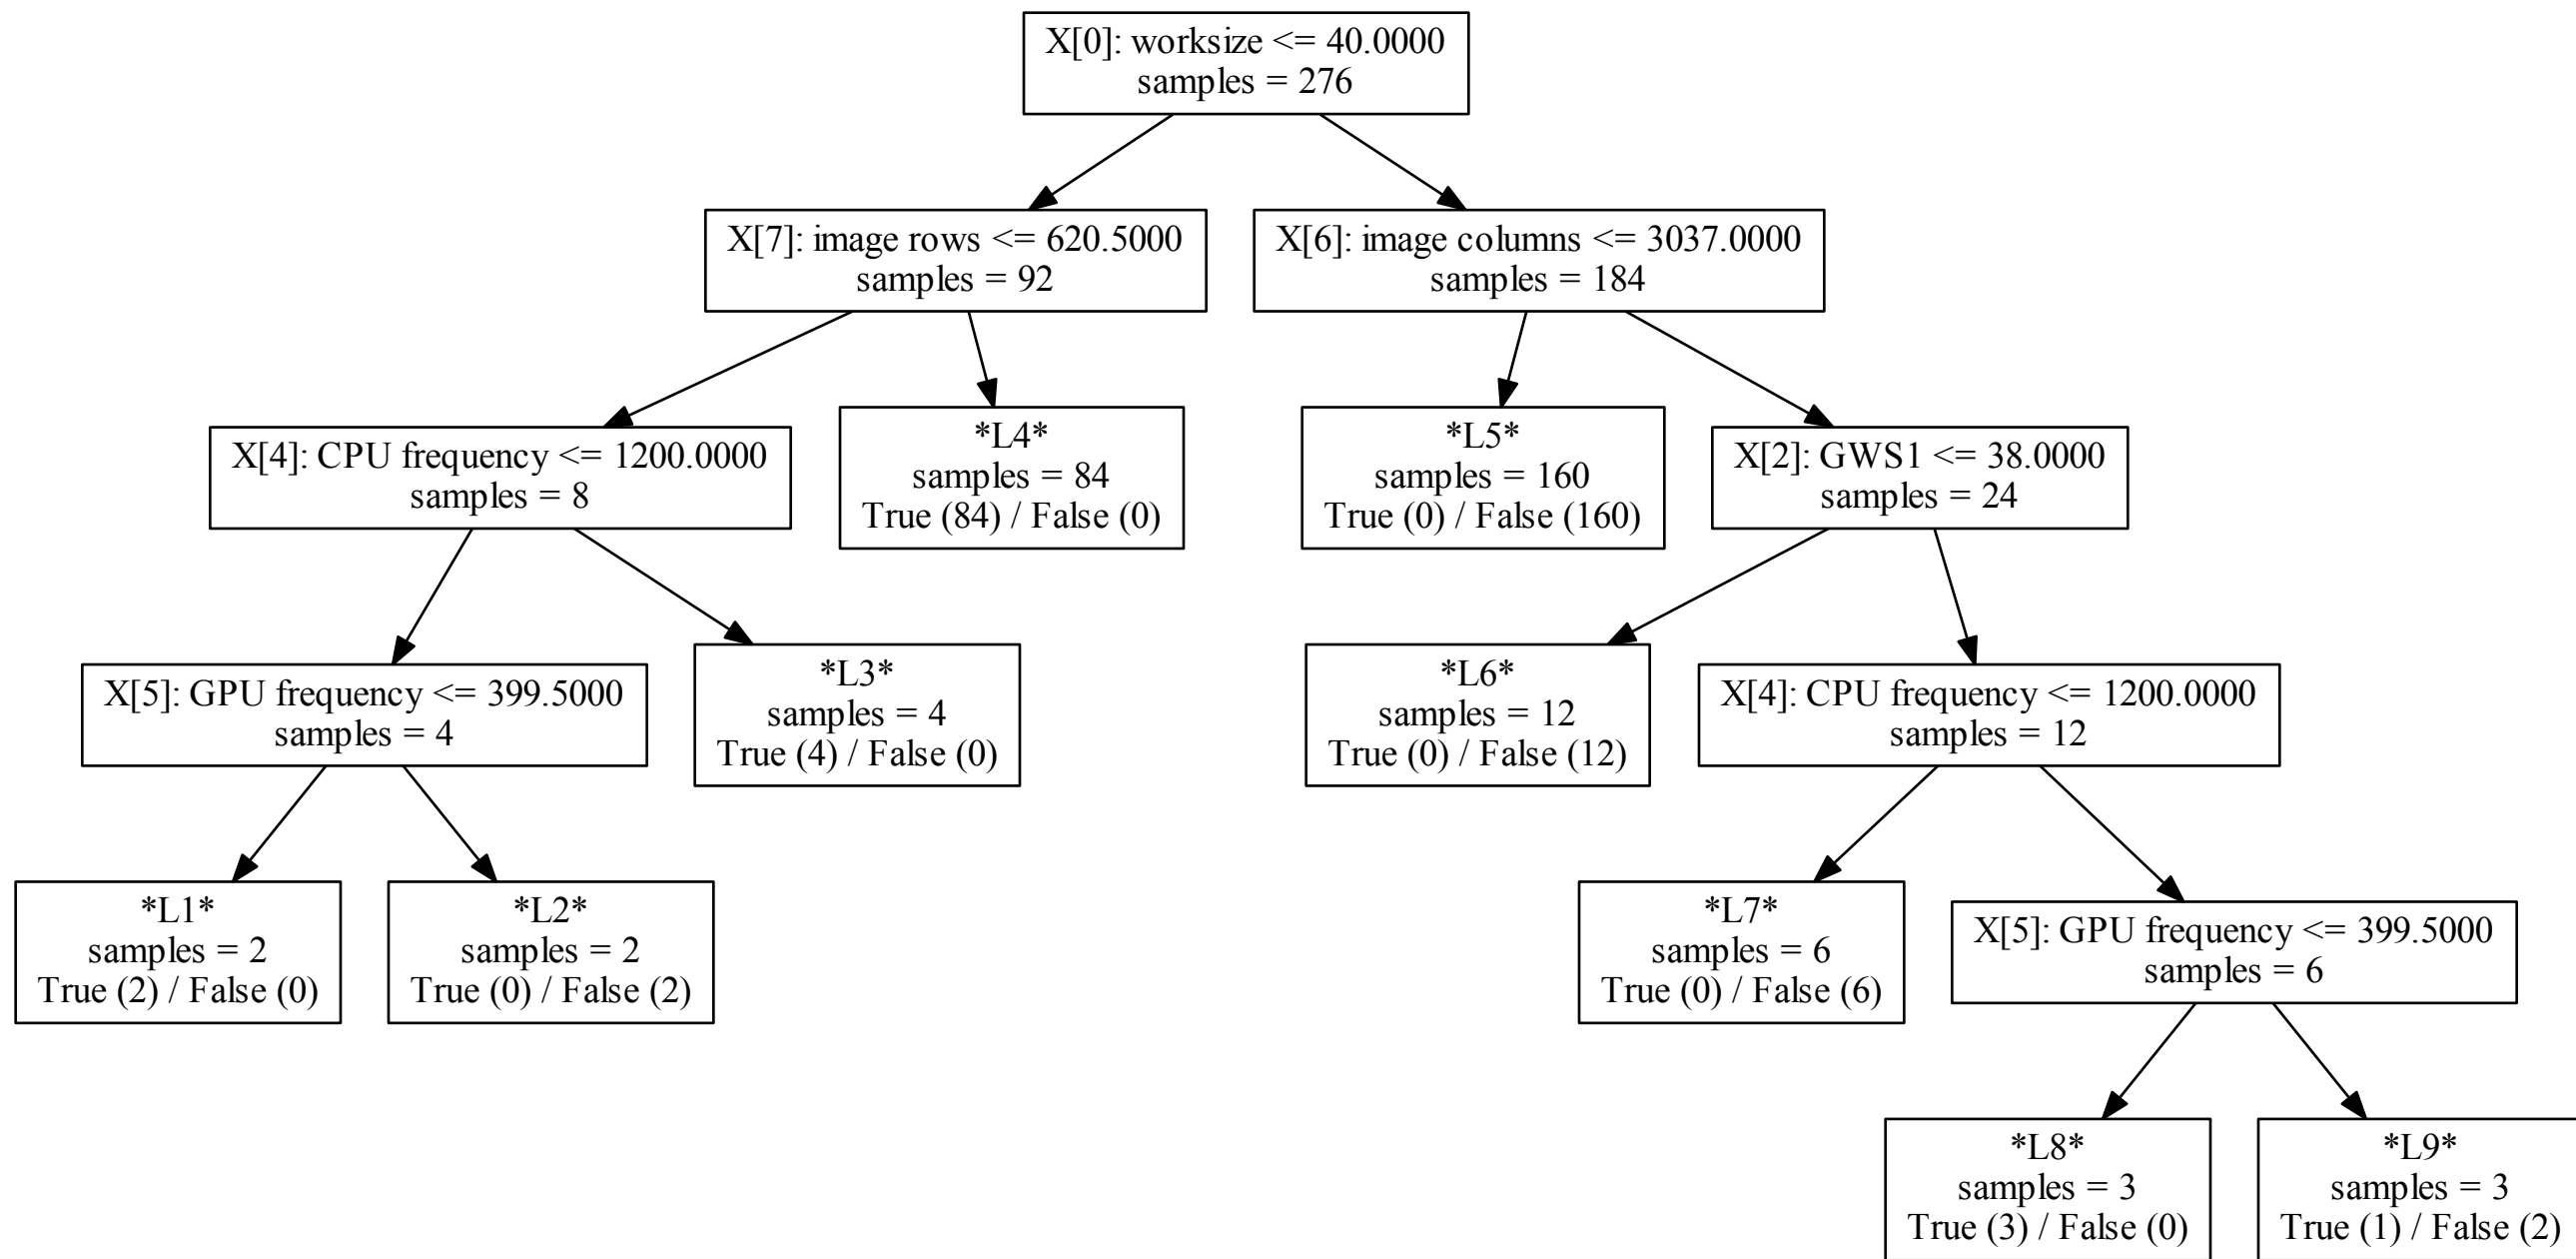 X[0]: worksize <= 40.0000
samples = 276
X[7]: image rows <= 620.5000
samples = 92
X[6]: image columns <= 3037.0000
samples = 184
X[4]: CPU frequency <= 1200.0000
samples = 8
*L4*
samples = 84
True (84) / False (0)
*L5*
samples = 160
True (0) / False (160)
X[2]: GWS1 <= 38.0000
samples = 24
X[5]: GPU frequency <= 399.5000
samples = 4
*L3*
samples = 4
True (4) / False (0)
*L6*
samples = 12
True (0) / False (12)
X[4]: CPU frequency <= 1200.0000
samples = 12
*L1*
samples = 2
True (2) / False (0)
*L2*
samples = 2
True (0) / False (2)
*L7*
samples = 6
True (0) / False (6)
X[5]: GPU frequency <= 399.5000
samples = 6
*L8*
samples = 3
True (3) / False (0)
*L9*
samples = 3
True (1) / False (2)